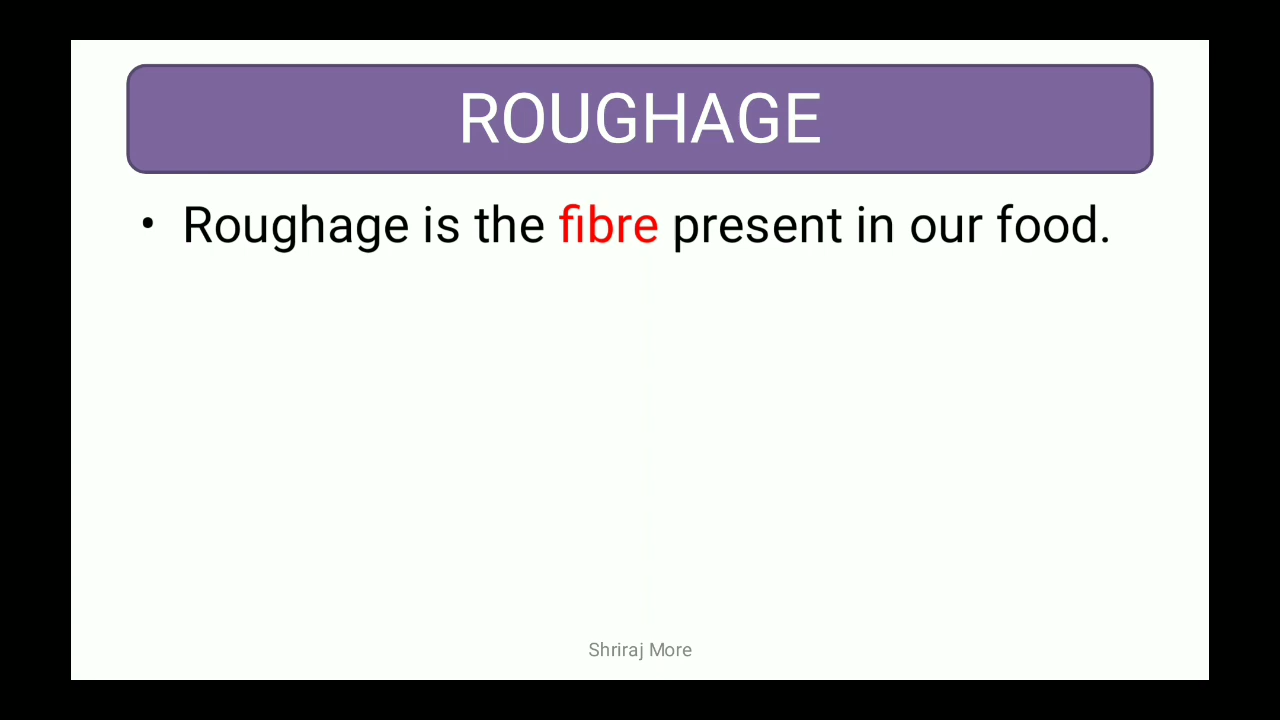 ROUGHAGE
• Roughage is the fibre present in our food.
Shriraj More